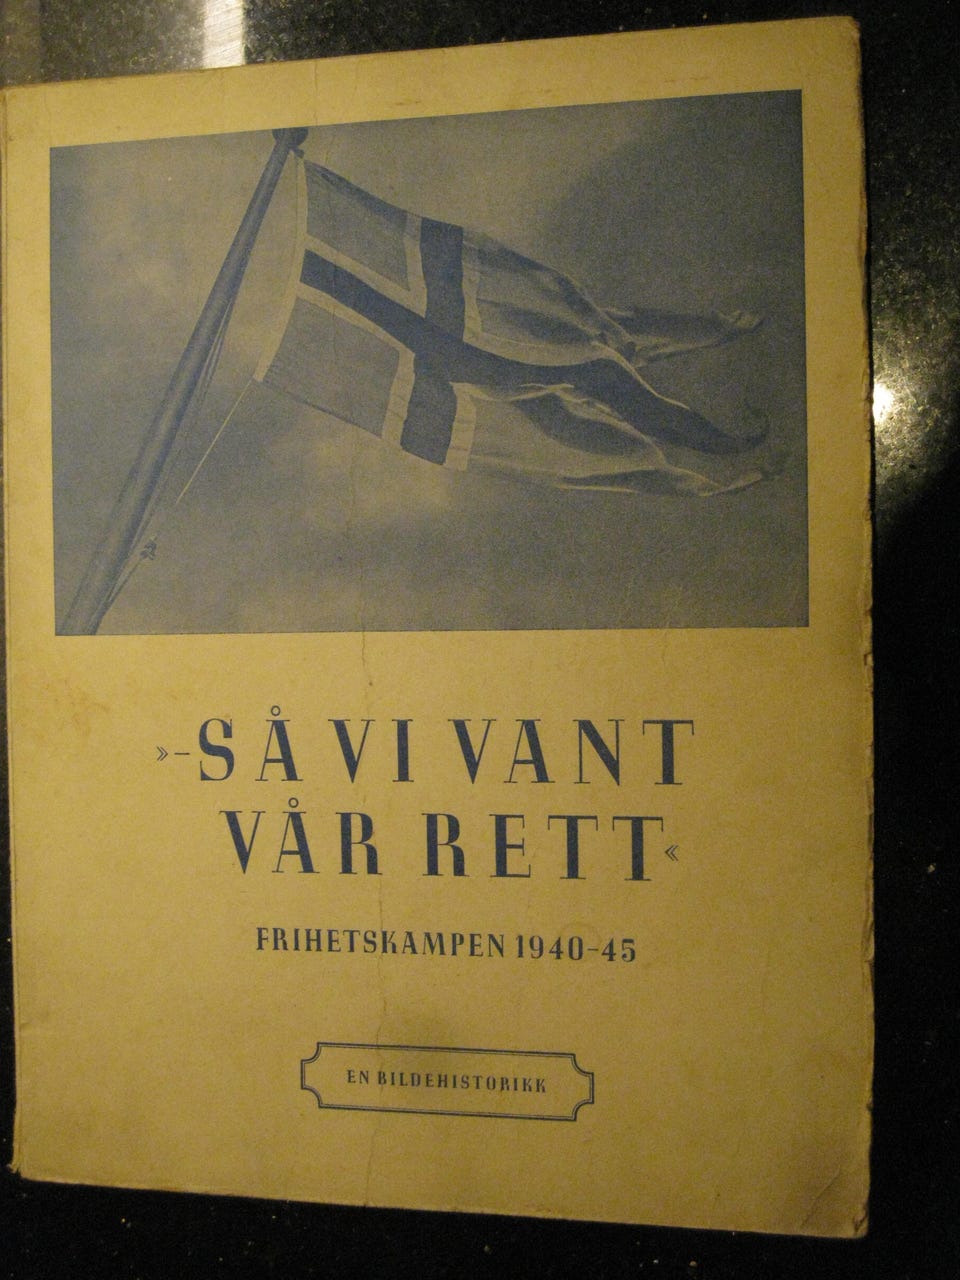 »–SÅ VI VANT
VÅR RETT«
FRIHETSKAMPEN 1940-45
EN BILDEHISTORIKK